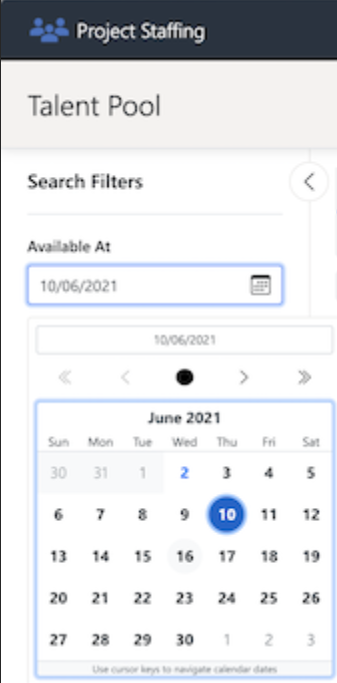 Project Staffing
Talent Pool
Search Filters
Available At
10/06/2021
10/06/2021
June 2021
Sun Mon Tue Wed Thu Fri Sat
30 31 1 2 3 4 5
6 7 8 9 10 11 12
13 14 15 16 17 18 19
20 21 22 23 24 25 26
27 28 29 30 1 2 3
Use cursor keys to navigate calendar dates